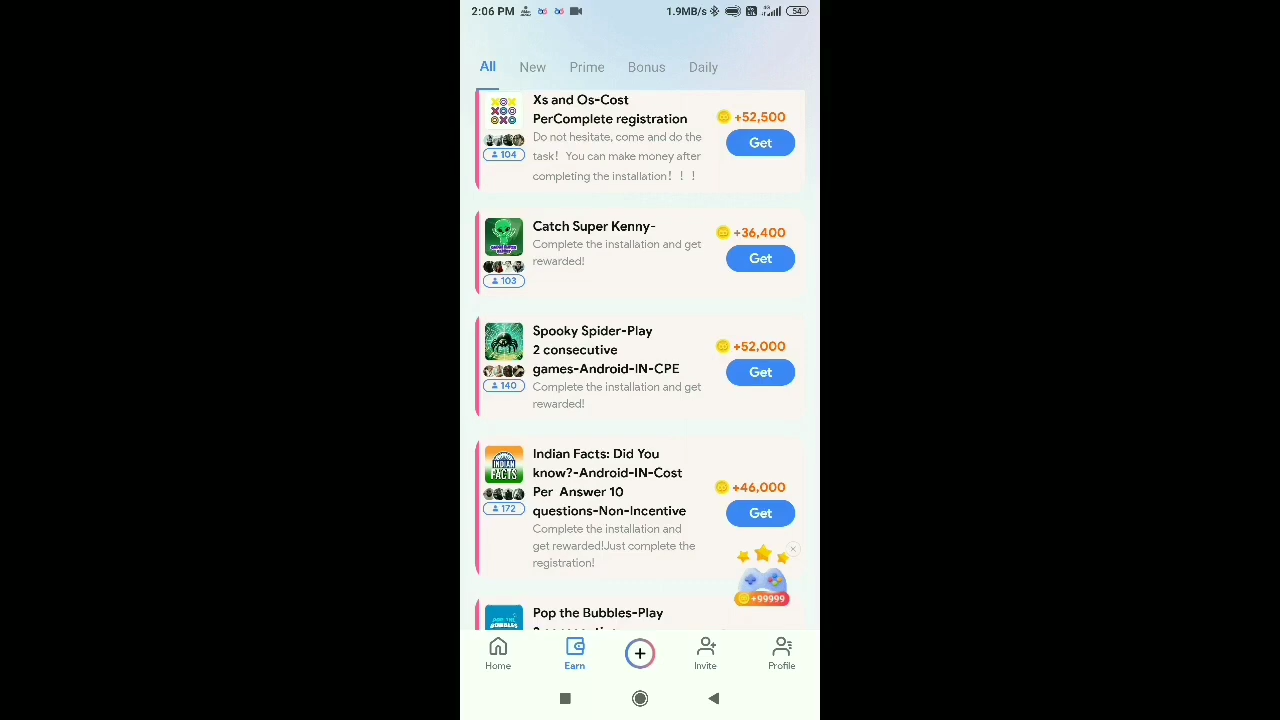 2:06 PM
1.9MB/s
54
All New Prime Bonus Daily
Xs and Os-Cost
PerComplete registration
Do not hesitate, come and do the
task！You can make money after
completing the installation！！！
104
+52,500
Get
Catch Super Kenny-
Complete the installation and get
rewarded!
103
+36,400
Get
Spooky Spider-Play
2 consecutive
games-Android-IN-CPE
Complete the installation and get
rewarded!
140
+52,000
Get
INDIAN
FACTS
Indian Facts: Did You
know?-Android-IN-Cost
Per Answer 10
questions-Non-Incentive
Complete the installation and
get rewarded!Just complete the
registration!
172
+46,000
Get
+99999
Pop the Bubbles-Play
Home Earn Invite Profile